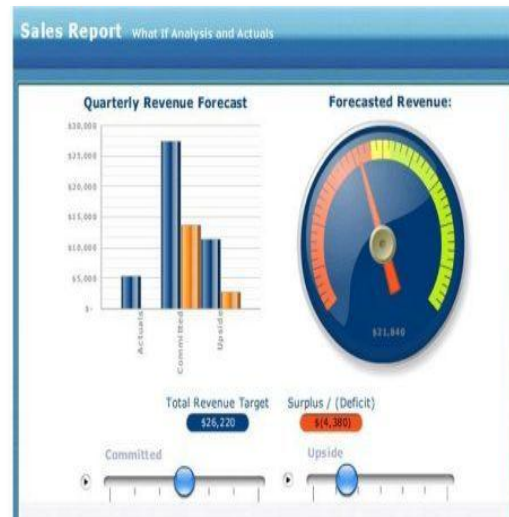 Sales Report What If Analysis and Actuals
Quarterly Revenue Forecast
$30,000
$25,000
$20,000
$15,000
$10,000
$5,000
$-
Actuals
Committed
Upside
Forecasted Revenue:
$21,840
Total Revenue Target
$26,220
Surplus / (Deficit)
$(4,380)
Committed
Upside